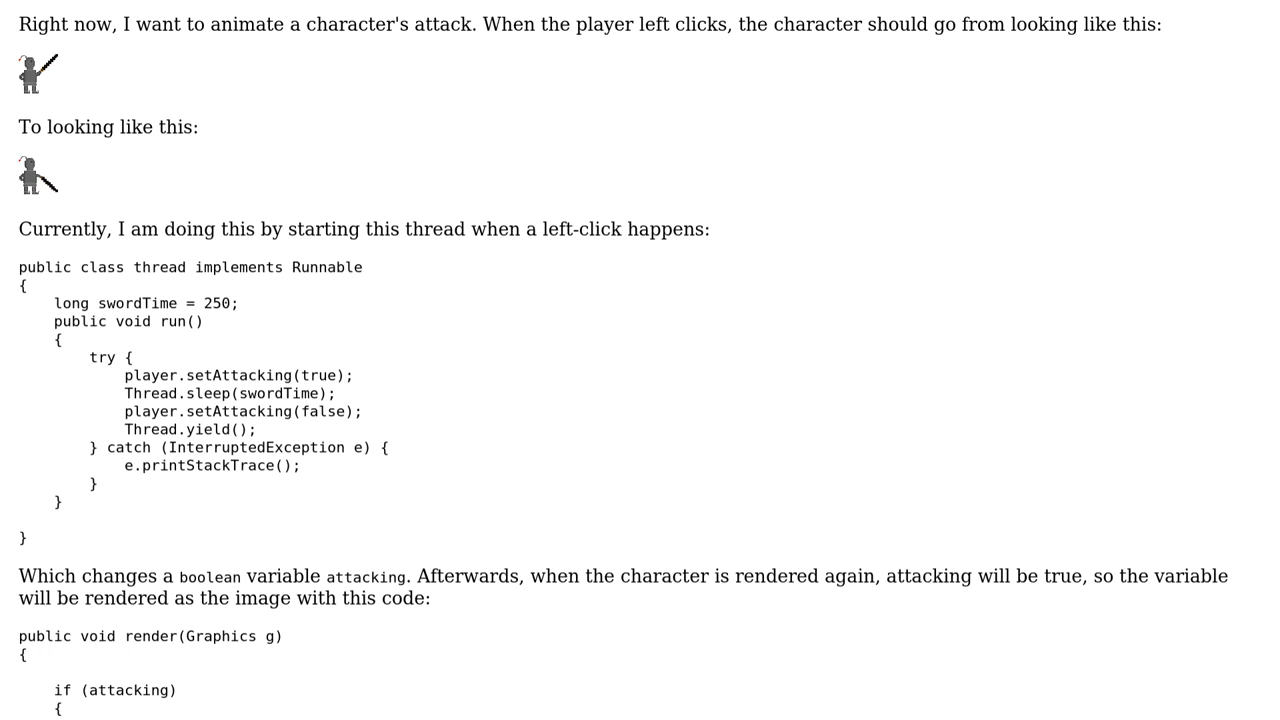 Right now, I want to animate a character's attack. When the player left clicks, the character should go from looking like this:
To looking like this:
Currently, I am doing this by starting this thread when a left-click happens:
public class thread implements Runnable
{
    long swordTime = 250;
    public void run()
    {
        try {
            player.setAttacking(true);
            Thread.sleep(swordTime);
            player.setAttacking(false);
            Thread.yield();
        } catch (InterruptedException e) {
            e.printStackTrace();
        }
    }
}
Which changes a boolean variable attacking. Afterwards, when the character is rendered again, attacking will be true, so the variable
will be rendered as the image with this code:
public void render(Graphics g)
{
    if (attacking)
    {